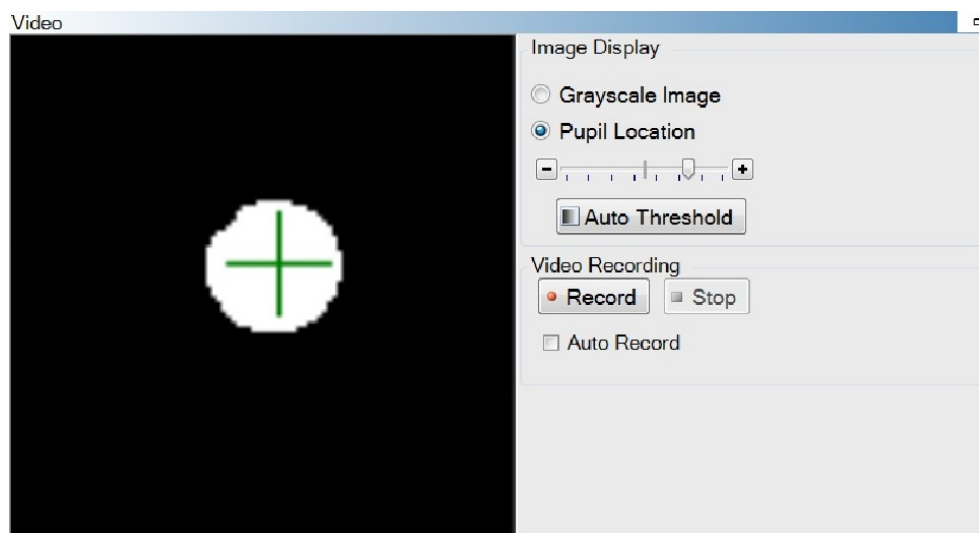 Video
Image Display
Grayscale Image
Pupil Location
- +
Auto Threshold
Video Recording
Record Stop
Auto Record